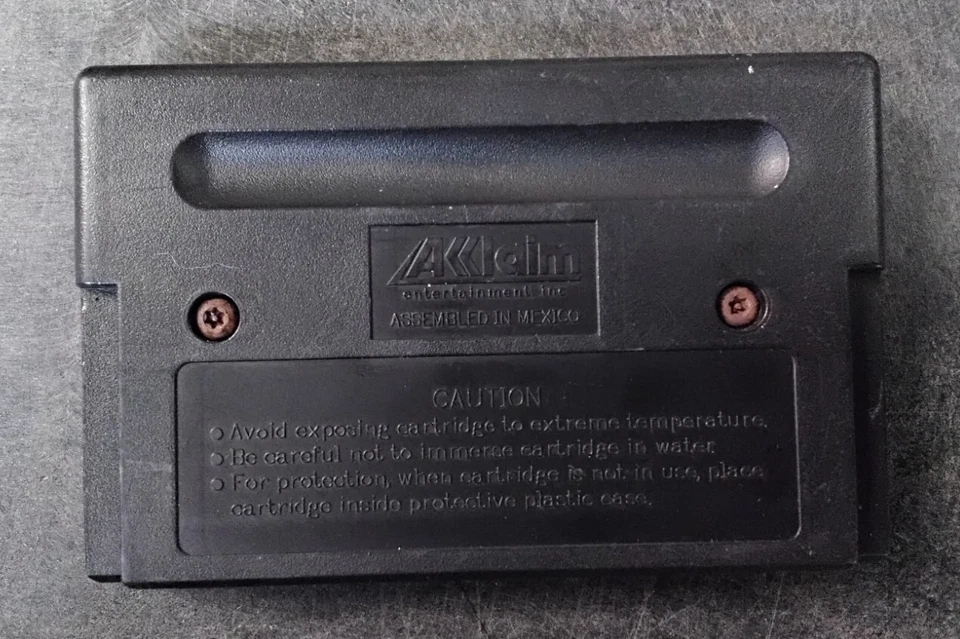 AKKlaim
entertainment inc
ASSEMBLED IN MEXICO
CAUTION
Avoid exposing cartridge to extreme temperature.
Be careful not to immerse cartridge in water.
For protection, when cartridge is not in use, place
cartridge inside protective plastic case.